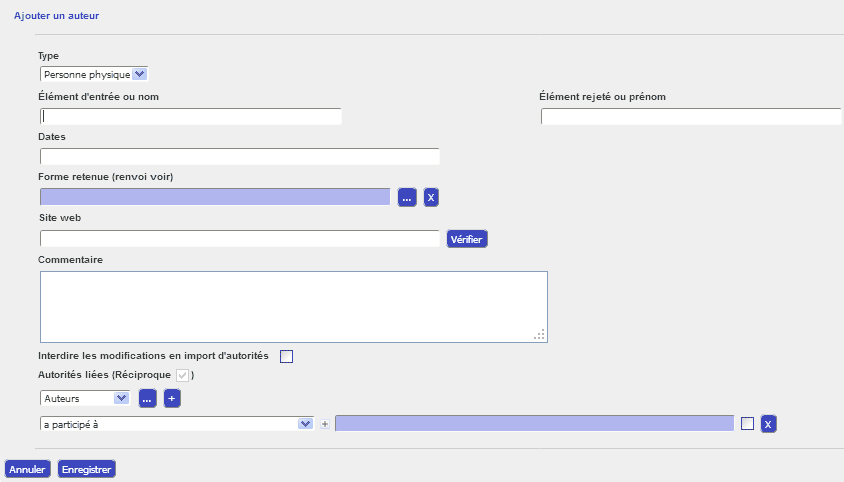 Ajouter un auteur
Type
Personne physique
Élément d'entrée ou nom
Élément rejeté ou prénom
Dates
Forme retenue (renvoi voir)
... X
Site web
Vérifier
Commentaire
Interdire les modifications en import d'autorités
Autorités liées (Réciproque )
Auteurs ... +
a participé à + X
Annuler Enregistrer